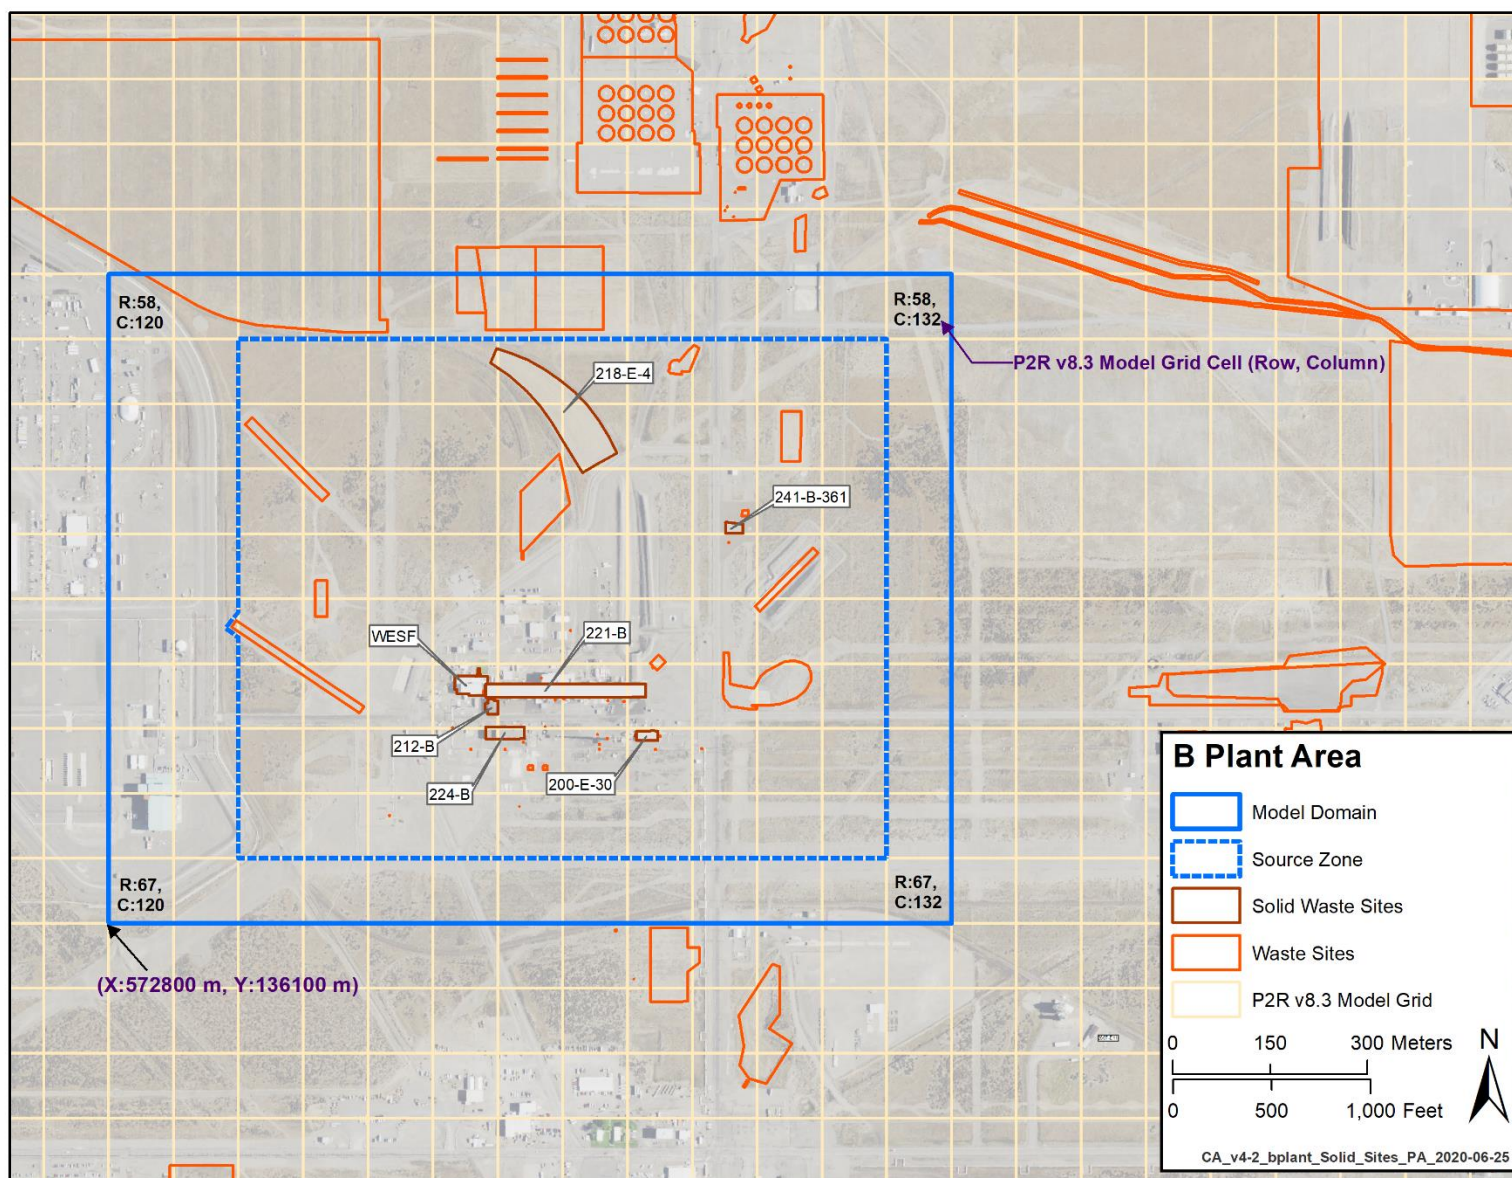 R:58,
C:120
R:58,
C:132
P2R v8.3 Model Grid Cell (Row, Column)
218-E-4
241-B-361
WESF
221-B
212-B
224-B
200-E-30
R:67,
C:120
R:67,
C:132
(X:572800 m, Y:136100 m)
B Plant Area
Model Domain
Source Zone
Solid Waste Sites
Waste Sites
P2R v8.3 Model Grid
0 150 300 Meters
N
0 500 1,000 Feet
CA_v4-2_bplant_Solid_Sites_PA_2020-06-25